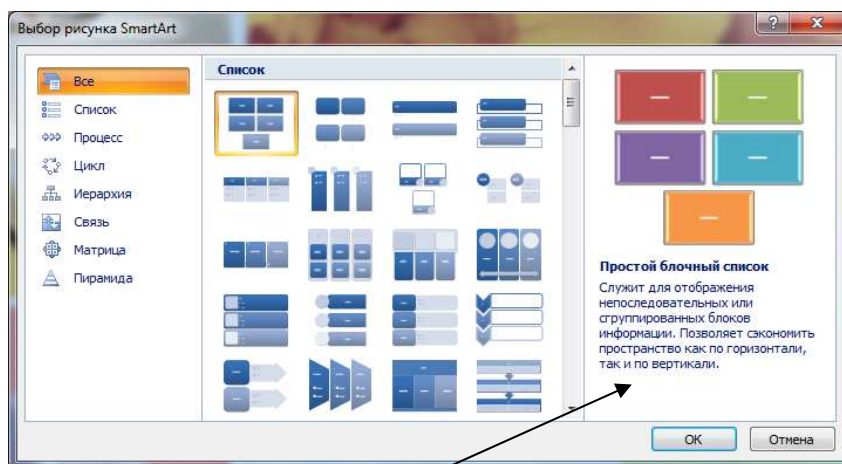 Выбор рисунка SmartArt
Все
Список
Процесс
Цикл
Иерархия
Связь
Матрица
Пирамида
Список
Простой блочный список
Служит для отображения
непоследовательных или
сгруппированных блоков
информации. Позволяет сэкономить
пространство как по горизонтали,
так и по вертикали.
ОК
Отмена